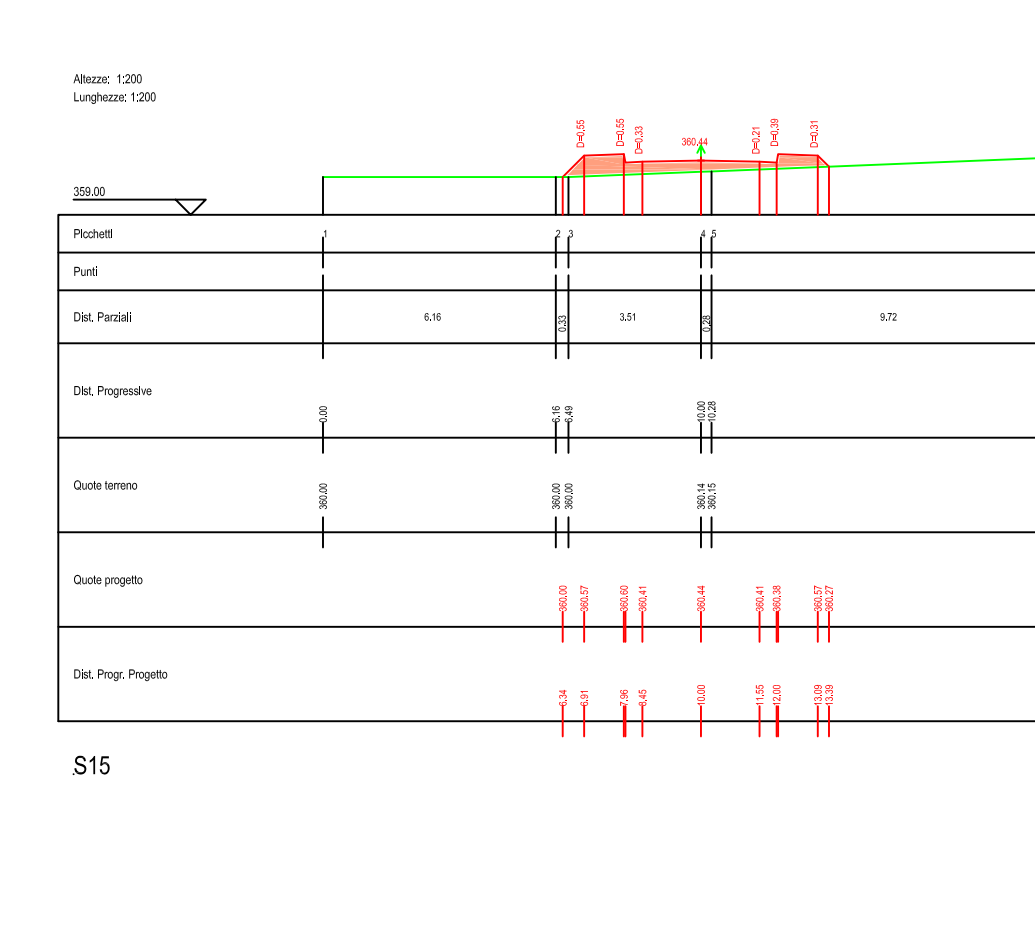 Altezze: 1:200
Lunghezze: 1:200
D=0.55 D=0.55 D=0.33 360.44 D=0.21 D=0.39 D=0.31
359.00
Picchetti 1 2 3 4 5
Punti
Dist. Parziali 6.16 0.33 3.51 0.28 9.72
Dist. Progressive 0.00 6.16 6.49 10.00 10.28
Quote terreno 360.00 360.00 360.00 360.14 360.15
Quote progetto 360.00 360.57 360.60 360.41 360.44 360.41 360.38 360.57 360.27
Dist. Progr. Progetto 6.34 6.91 7.96 8.45 10.00 11.55 12.00 13.09 13.39
S15